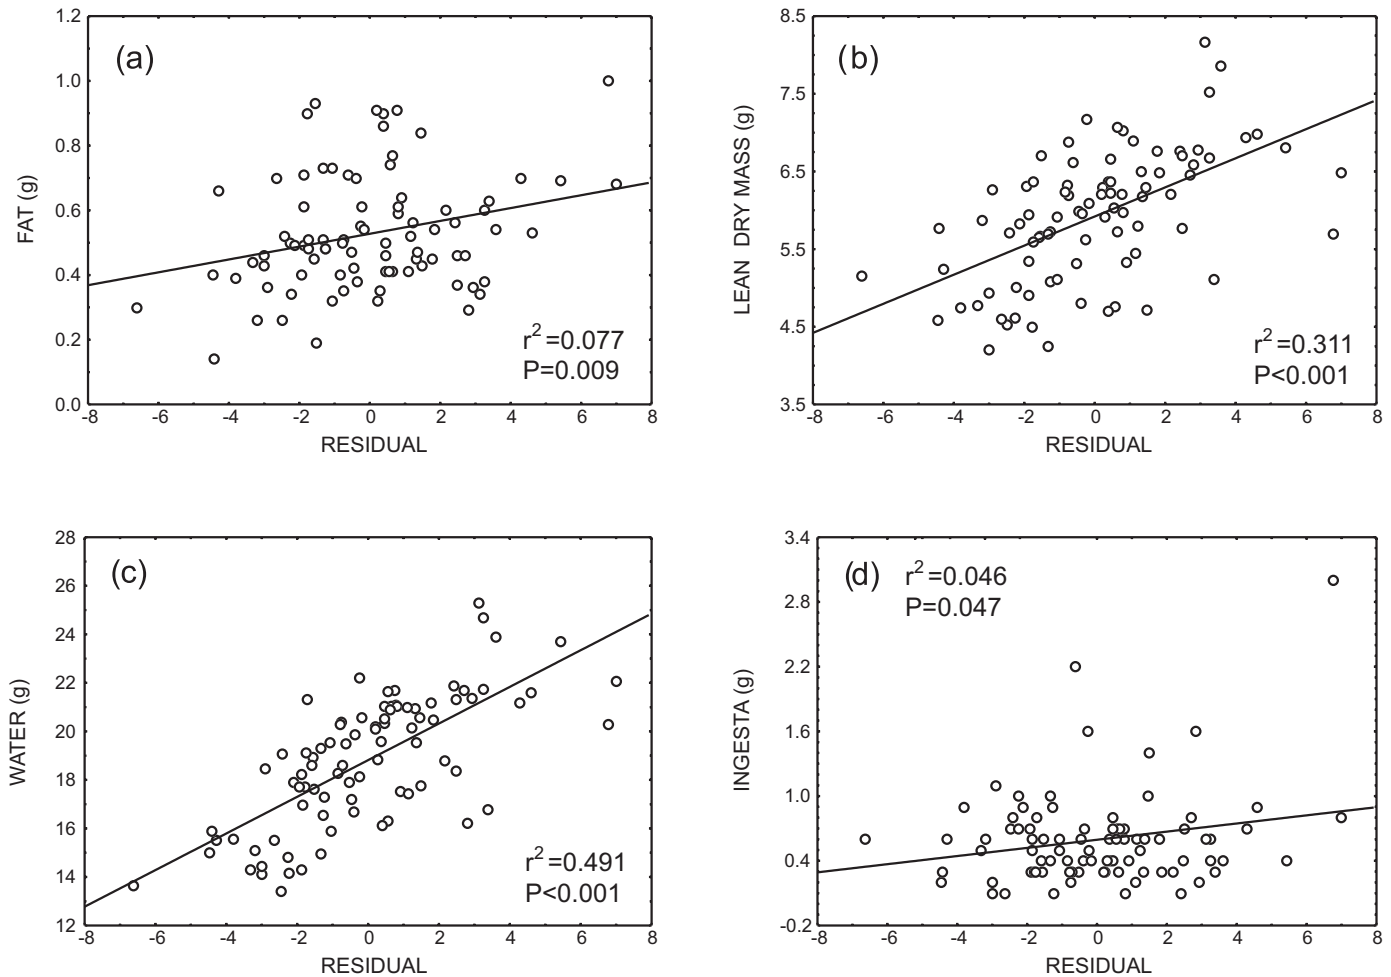 (a)
FAT (g)
1.2
1.0
0.8
0.6
0.4
0.2
0.0
r²=0.077
P=0.009
-8 -6 -4 -2 0 2 4 6 8
RESIDUAL
(b)
LEAN DRY MASS (g)
8.5
7.5
6.5
5.5
4.5
3.5
r²=0.311
P<0.001
-8 -6 -4 -2 0 2 4 6 8
RESIDUAL
(c)
WATER (g)
28
26
24
22
20
18
16
14
12
r²=0.491
P<0.001
-8 -6 -4 -2 0 2 4 6 8
RESIDUAL
(d)
r²=0.046
P=0.047
INGESTA (g)
3.4
2.8
2.2
1.6
1.0
0.4
-0.2
-8 -6 -4 -2 0 2 4 6 8
RESIDUAL